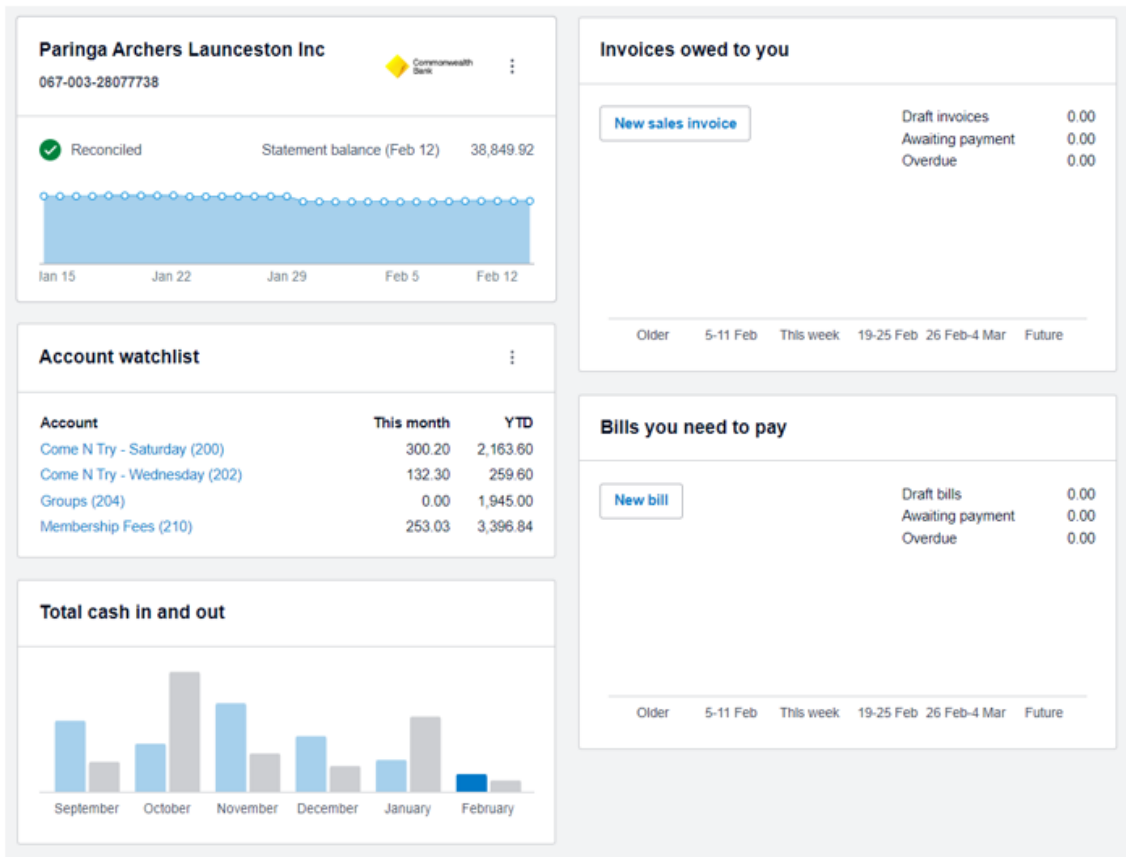 Paringa Archers Launceston Inc
067-003-28077738
Commonwealth
Bank
Reconciled Statement balance (Feb 12) 38,849.92
Jan 15 Jan 22 Jan 29 Feb 5 Feb 12
Account watchlist
Account This month YTD
Come N Try - Saturday (200) 300.20 2,163.60
Come N Try - Wednesday (202) 132.30 259.60
Groups (204) 0.00 1,945.00
Membership Fees (210) 253.03 3,396.84
Total cash in and out
September October November December January February
Invoices owed to you
New sales invoice
Draft invoices 0.00
Awaiting payment 0.00
Overdue 0.00
Older 5-11 Feb This week 19-25 Feb 26 Feb-4 Mar Future
Bills you need to pay
New bill
Draft bills 0.00
Awaiting payment 0.00
Overdue 0.00
Older 5-11 Feb This week 19-25 Feb 26 Feb-4 Mar Future